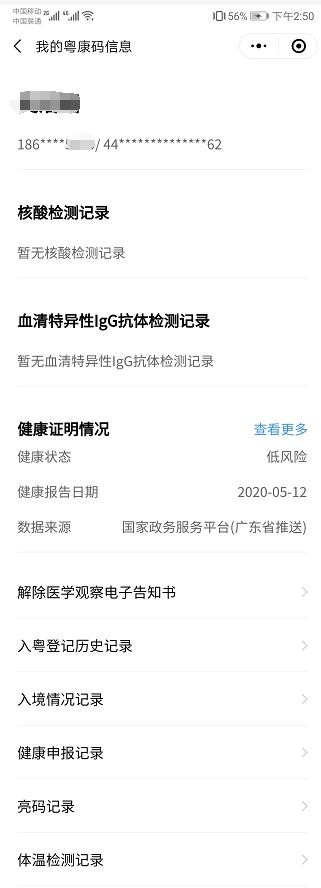 中国移动
中国联通
2G 4G 56% 下午2:50
我的粤康码信息
186**** / 44**************62
核酸检测记录
暂无核酸检测记录
血清特异性IgG抗体检测记录
暂无血清特异性IgG抗体检测记录
健康证明情况 查看更多
健康状态 低风险
健康报告日期 2020-05-12
数据来源 国家政务服务平台(广东省推送)
解除医学观察电子告知书
入粤登记历史记录
入境情况记录
健康申报记录
亮码记录
体温检测记录